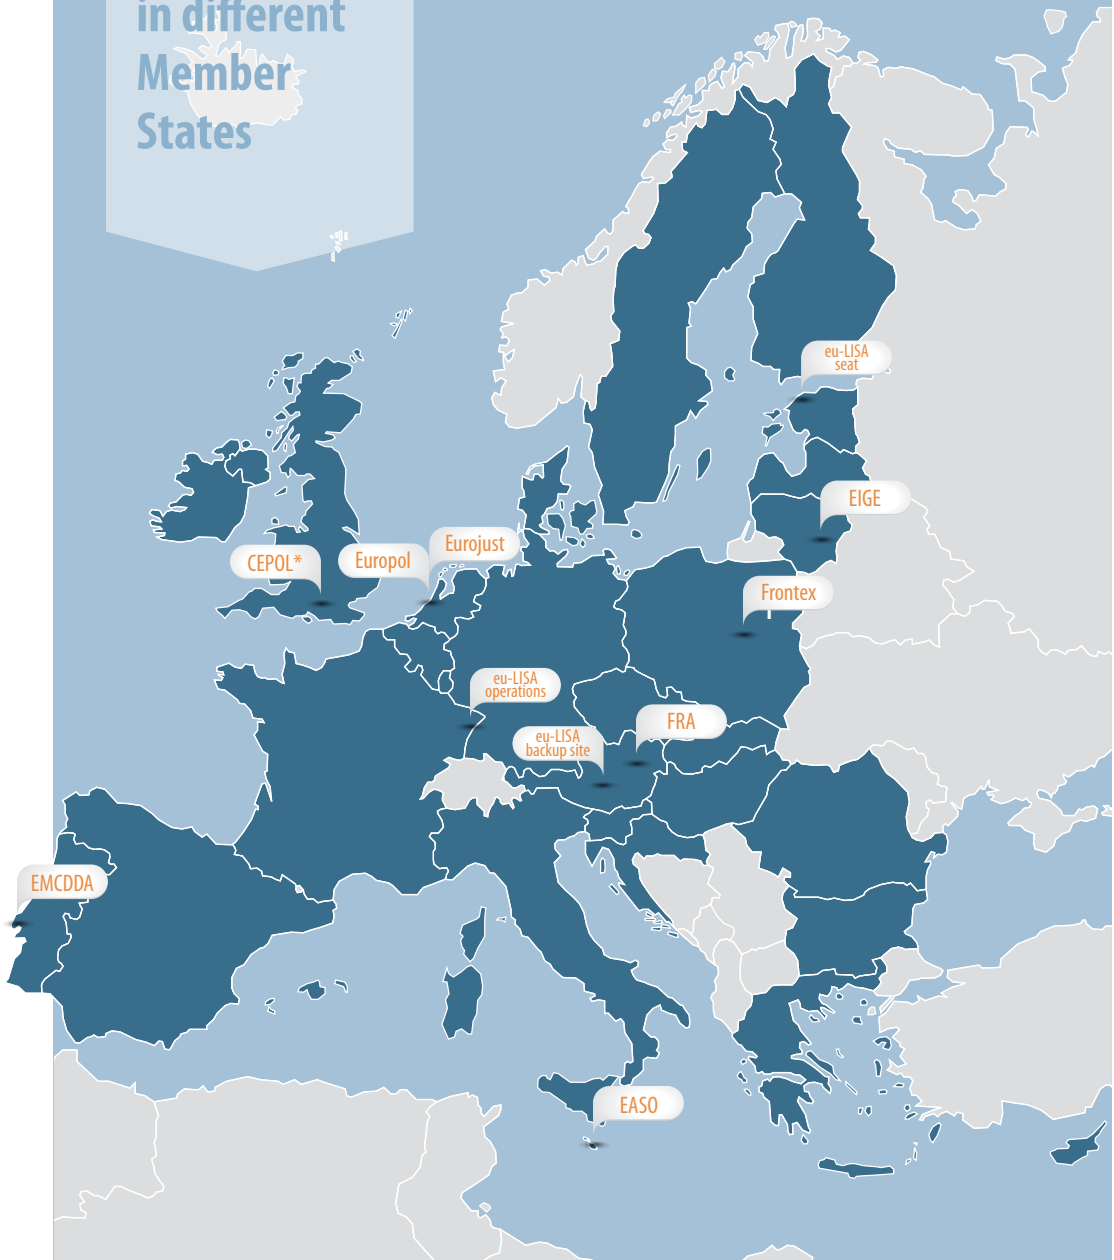 in different
Member
States
eu-LISA
seat
EIGE
Eurojust
CEPOL*
Europol
Frontex
eu-LISA
operations
FRA
eu-LISA
backup site
EMCDDA
EASO